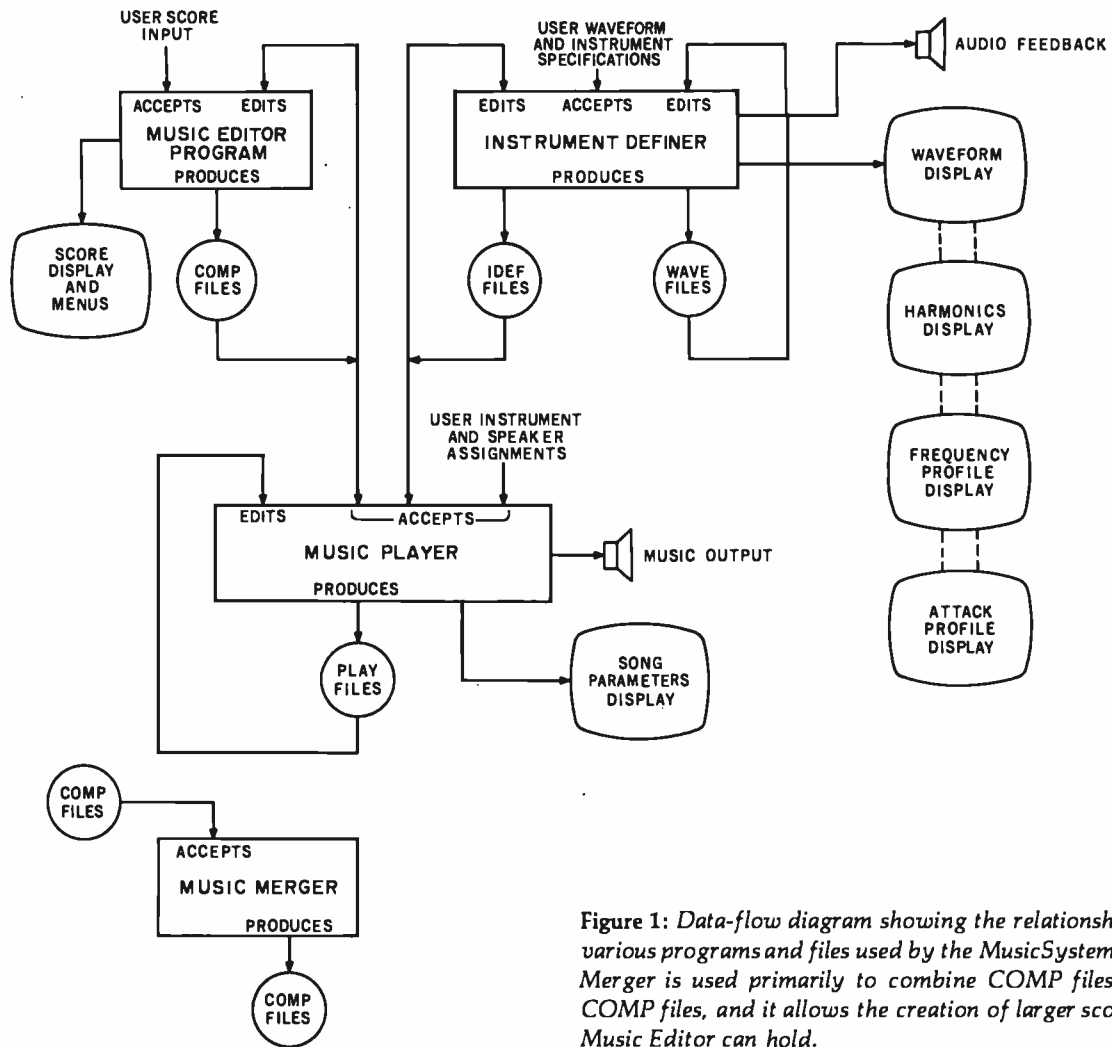 USER SCORE
INPUT
ACCEPTS EDITS
MUSIC EDITOR
PROGRAM
PRODUCES
SCORE
DISPLAY
AND
MENUS
COMP
FILES
USER WAVEFORM
AND INSTRUMENT
SPECIFICATIONS
EDITS ACCEPTS EDITS
INSTRUMENT DEFINER
PRODUCES
IDEF
FILES
WAVE
FILES
AUDIO FEEDBACK
WAVEFORM
DISPLAY
HARMONICS
DISPLAY
FREQUENCY
PROFILE
DISPLAY
ATTACK
PROFILE
DISPLAY
USER INSTRUMENT
AND SPEAKER
ASSIGNMENTS
EDITS ACCEPTS
MUSIC PLAYER
PRODUCES
MUSIC OUTPUT
PLAY
FILES
SONG
PARAMETERS
DISPLAY
COMP
FILES
ACCEPTS
MUSIC MERGER
PRODUCES
COMP
FILES
Figure 1: Data-flow diagram showing the relationsh
various programs and files used by the MusicSystem
Merger is used primarily to combine COMP files
COMP files, and it allows the creation of larger sco
Music Editor can hold.